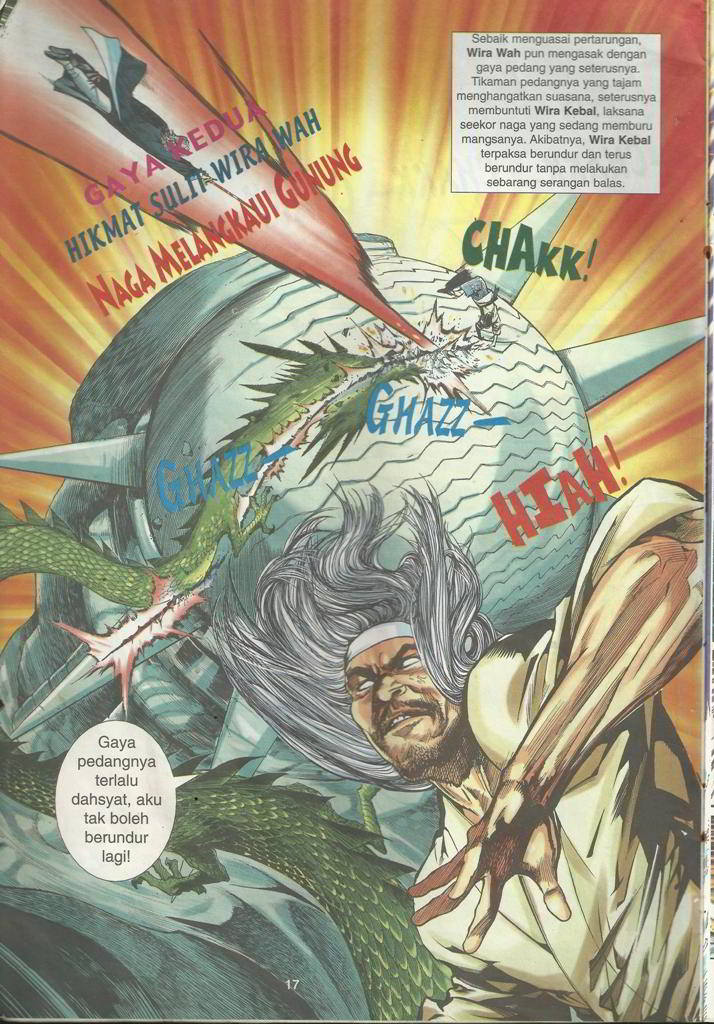 Sebaik menguasai pertarungan,
Wira Wah pun mengasak dengan
gaya pedang yang seterusnya.
Tikaman pedangnya yang tajam
menghangatkan suasana, seterusnya
membuntuti Wira Kebal, laksana
seekor naga yang sedang memburu
mangsanya. Akibatnya, Wira Kebal
terpaksa berundur dan terus
berundur tanpa melakukan
sebarang serangan balas.
GAYA KEDUA
HIKMAT SULIT WIRA WAH
NAGA MELANGKAUI GUNUNG
CHAKK!
GHAZZ—
GHAZZ—
HIAH!
Gaya
pedangnya
terlalu
dahsyat, aku
tak boleh
berundur
lagi!
17